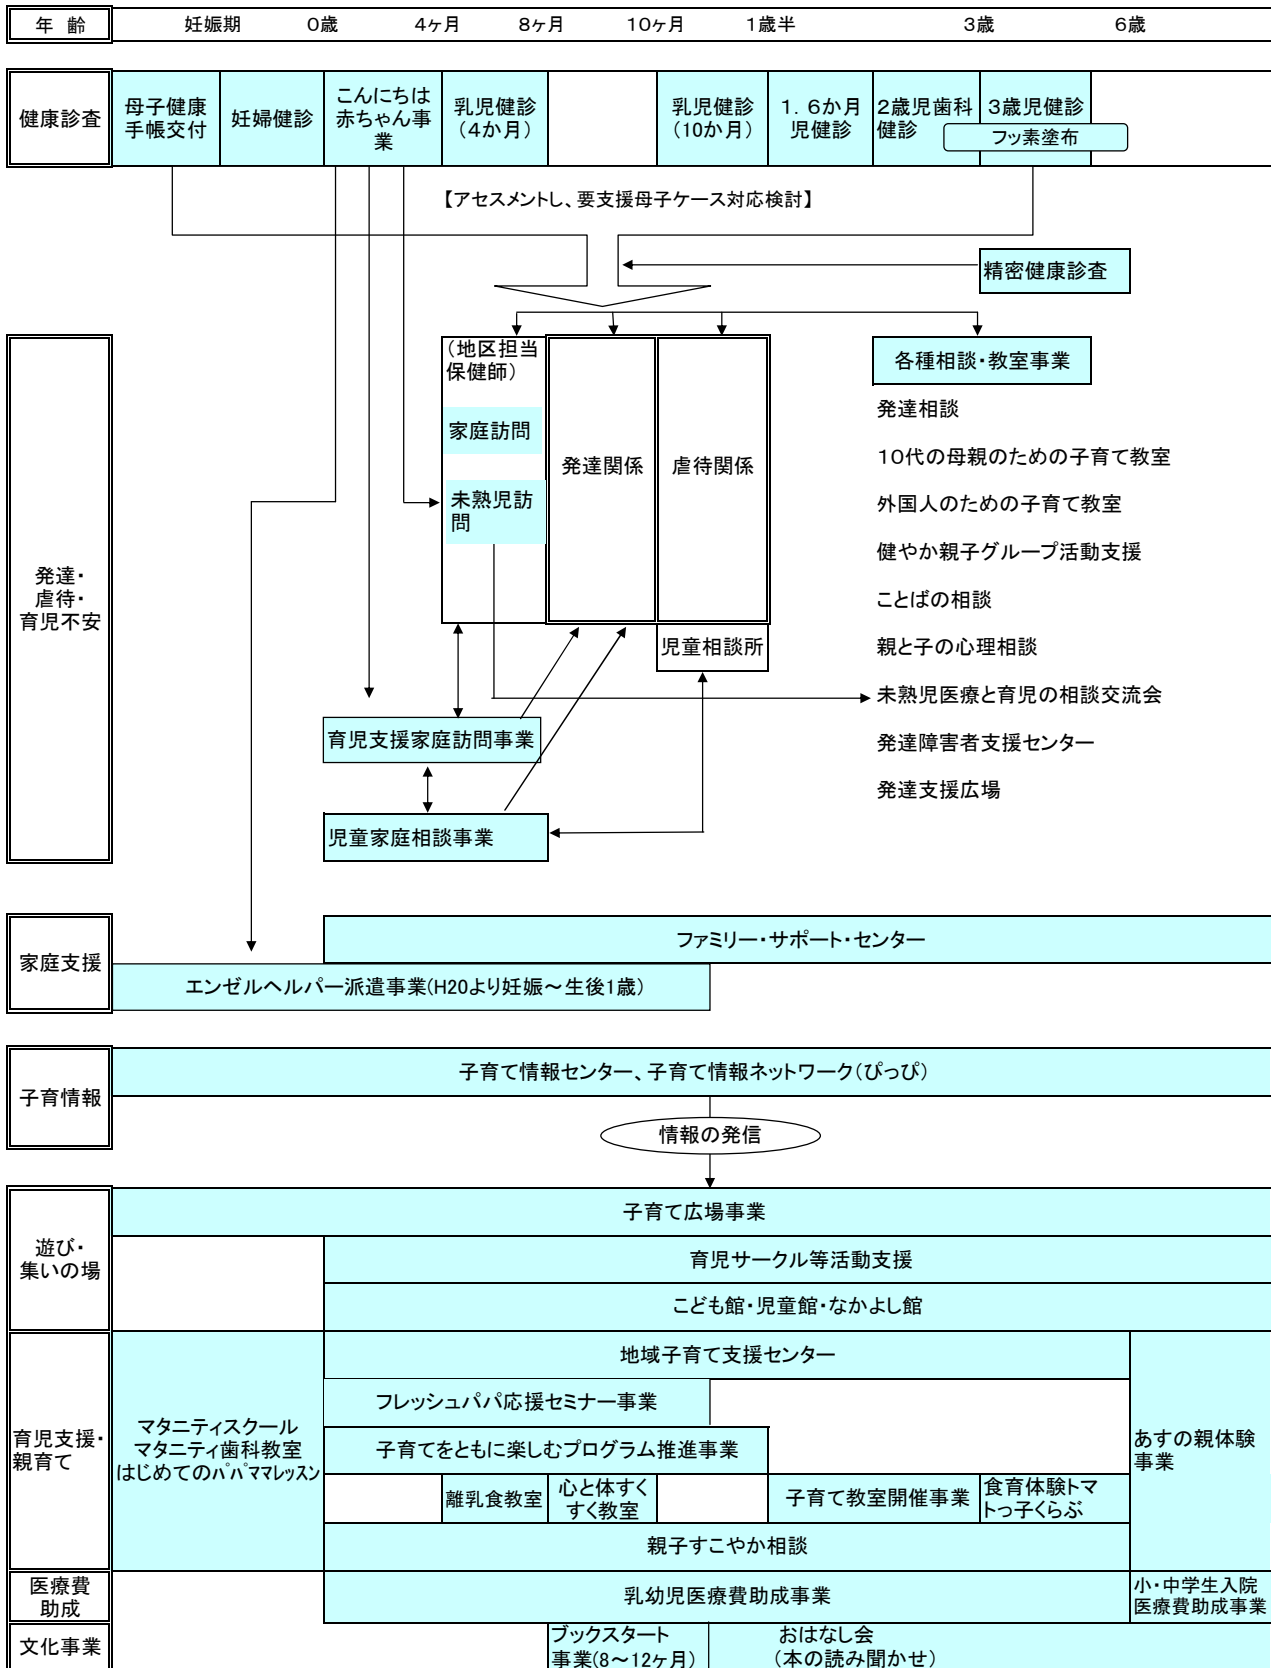 年 齢
妊娠期
0歳
4ヶ月
8ヶ月
10ヶ月
1歳半
3歳
6歳
健康診査
母子健康
手帳交付
妊婦健診
こんにちは
赤ちゃん事
業
乳児健診
(4か月)
乳児健診
(10か月)
1.6か月
児健診
2歳児歯科
健診
3歳児健診
フッ素塗布
【アセスメントし、要支援母子ケース対応検討】
精密健康診査
発達・
虐待・
育児不安
(地区担当
保健師)
家庭訪問
未熟児訪
問
発達関係
虐待関係
児童相談所
各種相談・教室事業
発達相談
10代の母親のための子育て教室
外国人のための子育て教室
健やか親子グループ活動支援
ことばの相談
親と子の心理相談
未熟児医療と育児の相談交流会
発達障害者支援センター
発達支援広場
育児支援家庭訪問事業
児童家庭相談事業
家庭支援
ファミリー・サポート・センター
エンゼルヘルパー派遣事業(H20より妊娠~生後1歳)
子育情報
子育て情報センター、子育て情報ネットワーク(ぴっぴ)
情報の発信
遊び・
集いの場
子育て広場事業
育児サークル等活動支援
こども館・児童館・なかよし館
育児支援・
親育て
マタニティスクール
マタニティ歯科教室
はじめてのパパママレッスン
地域子育て支援センター
フレッシュパパ応援セミナー事業
子育てをともに楽しむプログラム推進事業
離乳食教室
心と体すく
すく教室
子育て教室開催事業
食育体験トマ
トっ子くらぶ
親子すこやか相談
あすの親体験
事業
医療費
助成
乳幼児医療費助成事業
小・中学生入院
医療費助成事業
文化事業
ブックスタート
事業(8~12ヶ月)
おはなし会
(本の読み聞かせ)